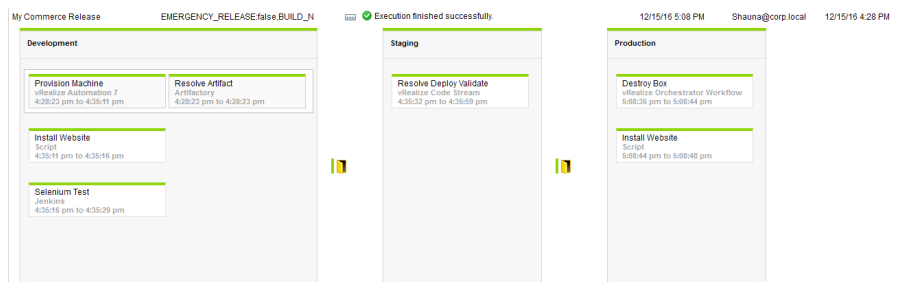 My Commerce Release EMERGENCY_RELEASE:false,BUILD_N Execution finished successfully. 12/15/16 5:08 PM Shauna@corp.local 12/15/16 4:28 PM
Development
Provision Machine
vRealize Automation 7
4:28:23 pm to 4:35:11 pm
Resolve Artifact
Artifactory
4:28:23 pm to 4:28:23 pm
Install Website
Script
4:35:11 pm to 4:35:16 pm
Selenium Test
Jenkins
4:35:16 pm to 4:35:29 pm
Staging
Resolve Deploy Validate
vRealize Code Stream
4:35:32 pm to 4:35:59 pm
Production
Destroy Box
vRealize Orchestrator Workflow
5:08:36 pm to 5:08:44 pm
Install Website
Script
5:08:44 pm to 5:08:48 pm